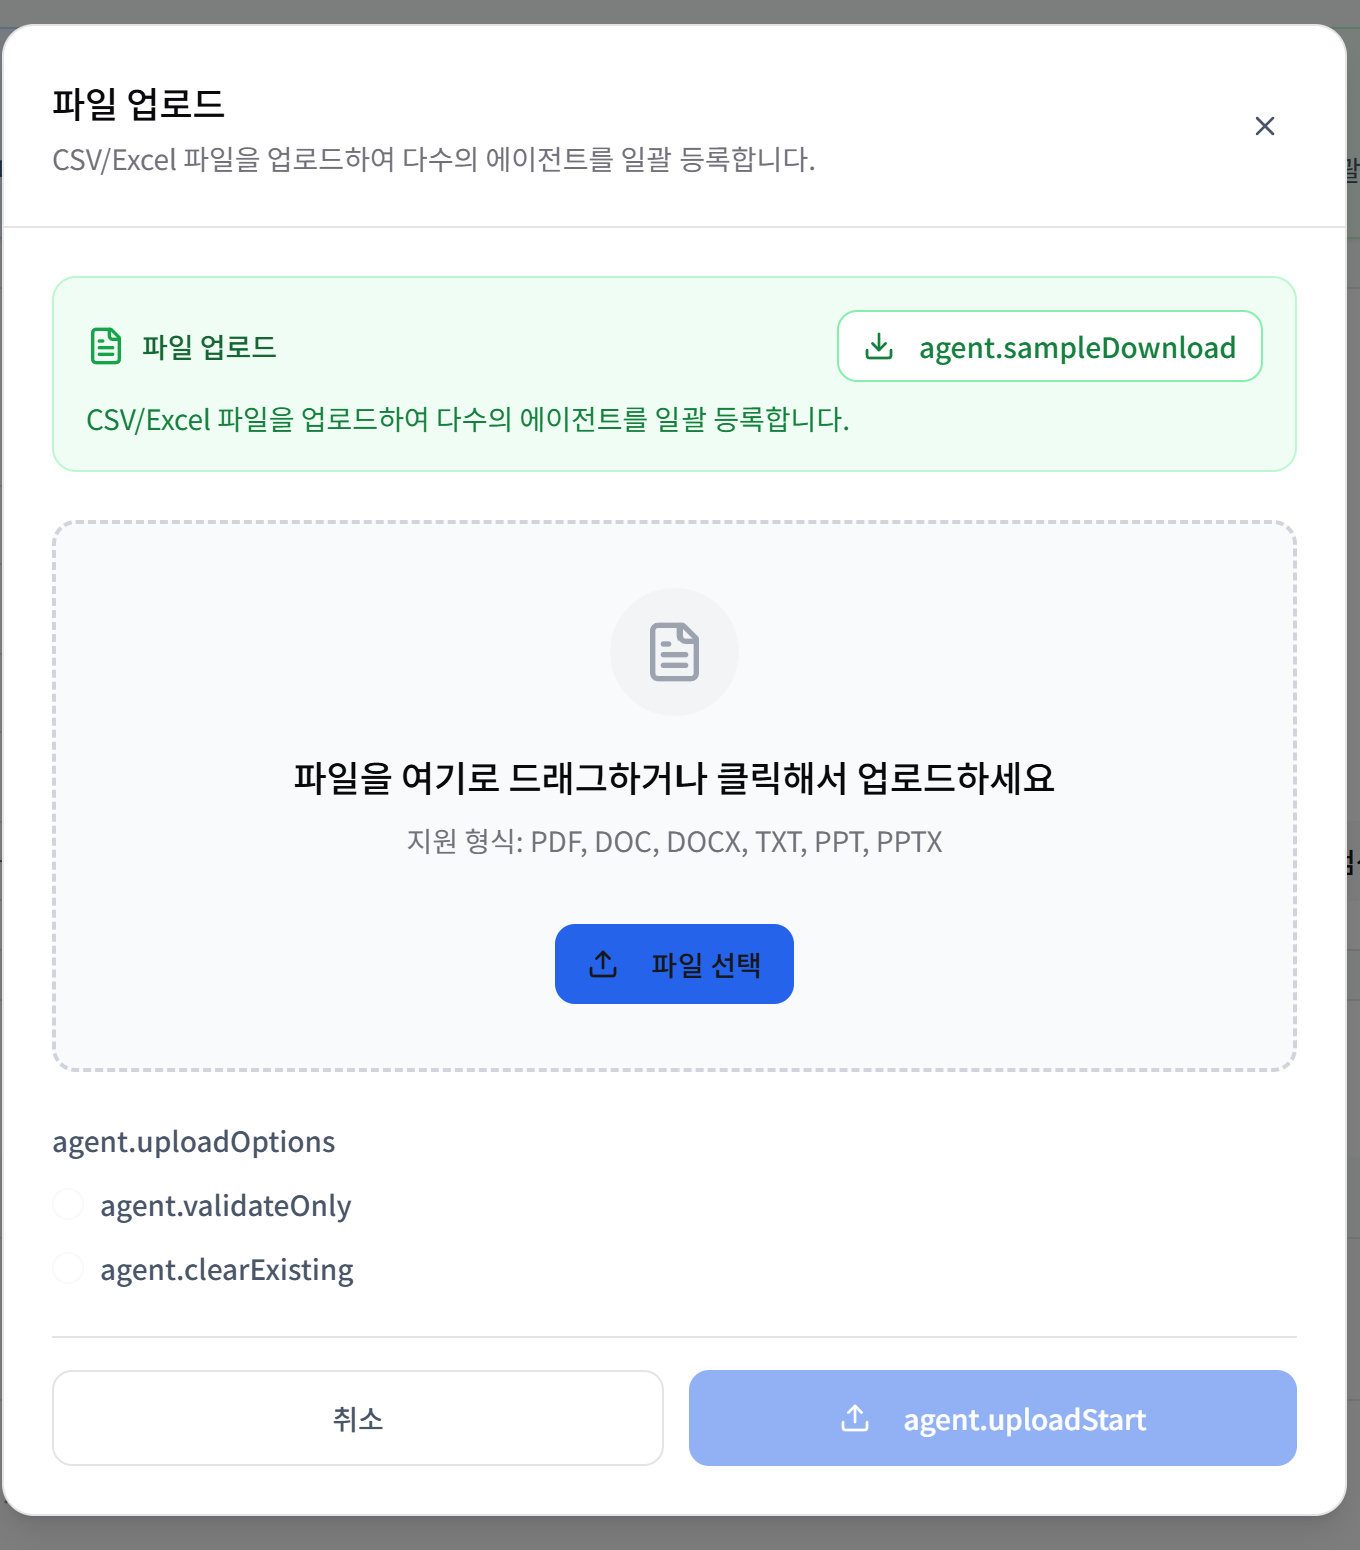 파일 업로드
CSV/Excel 파일을 업로드하여 다수의 에이전트를 일괄 등록합니다.
파일 업로드
agent.sampleDownload
CSV/Excel 파일을 업로드하여 다수의 에이전트를 일괄 등록합니다.
파일을 여기로 드래그하거나 클릭해서 업로드하세요
지원 형식: PDF, DOC, DOCX, TXT, PPT, PPTX
파일 선택
agent.uploadOptions
agent.validateOnly
agent.clearExisting
취소
agent.uploadStart